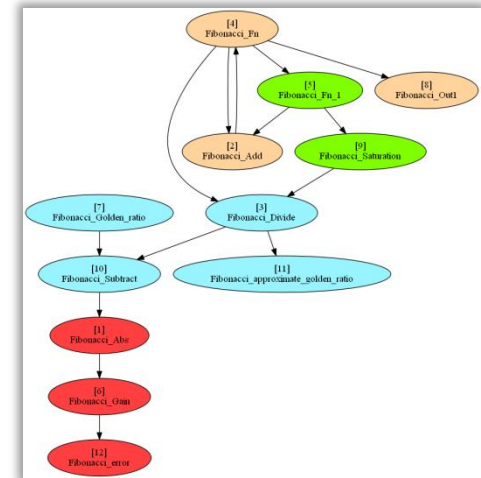 [4]
Fibonacci_Fn
[5]
Fibonacci_Fn_1
[8]
Fibonacci_Out1
[2]
Fibonacci_Add
[9]
Fibonacci_Saturation
[7]
Fibonacci_Golden_ratio
[3]
Fibonacci_Divide
[10]
Fibonacci_Subtract
[11]
Fibonacci_approximate_golden_ratio
[1]
Fibonacci_Abs
[6]
Fibonacci_Gain
[12]
Fibonacci_error